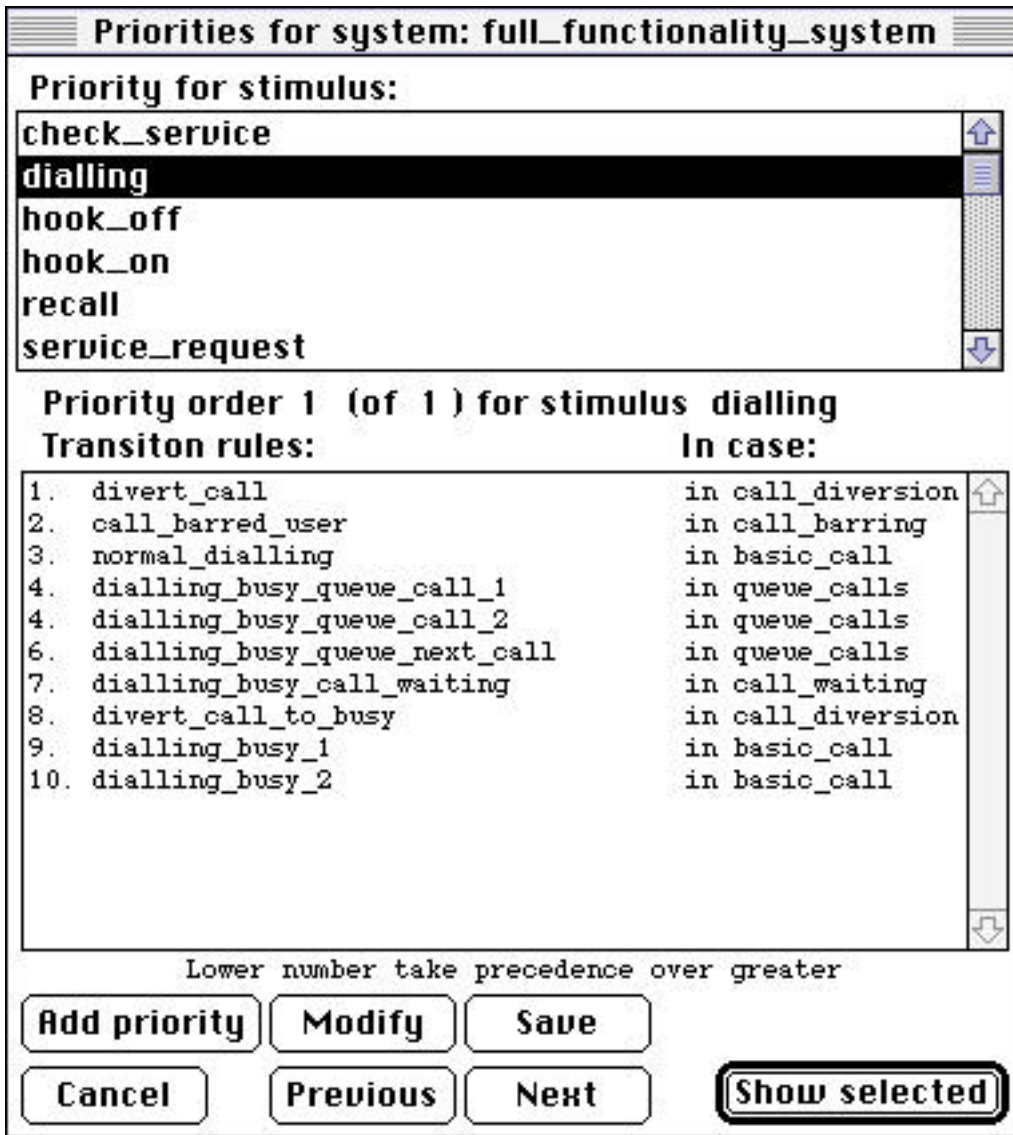 Priorities for system: full_functionality_system
Priority for stimulus:
check_service
dialling
hook_off
hook_on
recall
service_request
Priority order 1 (of 1 ) for stimulus dialling
Transiton rules: In case:
1. divert_call in call_diversion
2. call_barred_user in call_barring
3. normal_dialling in basic_call
4. dialling_busy_queue_call_1 in queue_calls
4. dialling_busy_queue_call_2 in queue_calls
6. dialling_busy_queue_next_call in queue_calls
7. dialling_busy_call_waiting in call_waiting
8. divert_call_to_busy in call_diversion
9. dialling_busy_1 in basic_call
10. dialling_busy_2 in basic_call
Lower number take precedence over greater
Add priority Modify Save
Cancel Previous Next Show selected